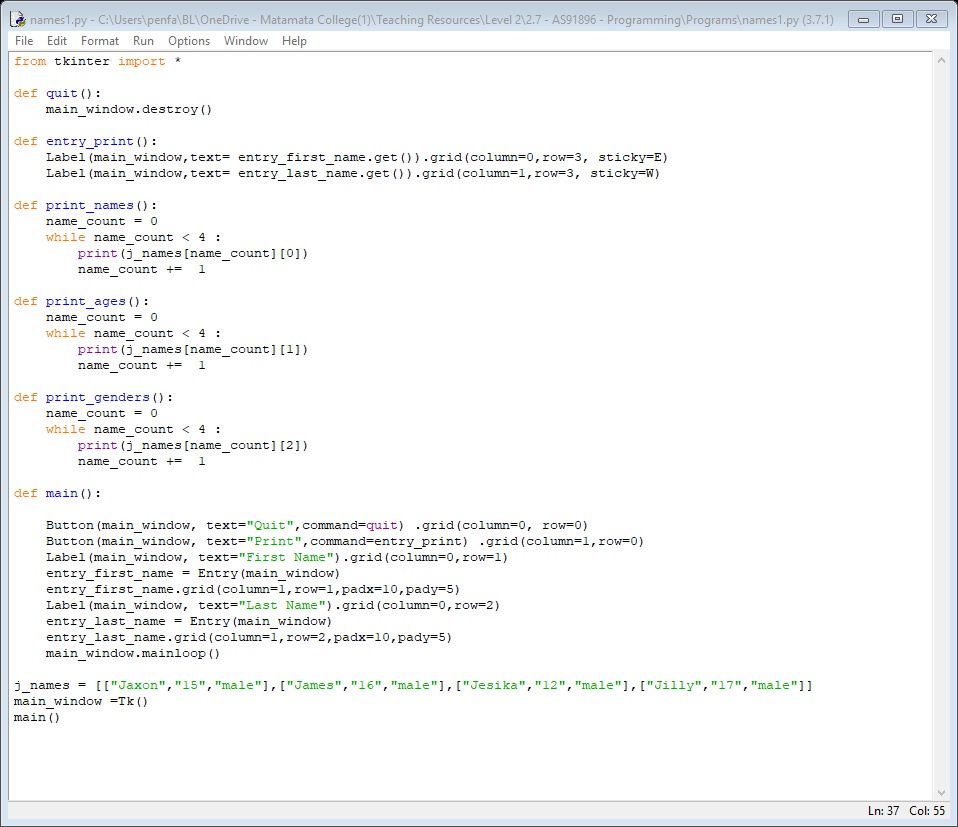 names1.py - C:\Users\penfa\BL\OneDrive - Matamata College(1)\Teaching Resources\Level 2\2.7 - AS91896 - Programming\Programs\names1.py (3.7.1)
File Edit Format Run Options Window Help
from tkinter import *

def quit():
    main_window.destroy()

def entry_print():
    Label(main_window,text= entry_first_name.get()).grid(column=0,row=3, sticky=E)
    Label(main_window,text= entry_last_name.get()).grid(column=1,row=3, sticky=W)

def print_names():
    name_count = 0
    while name_count < 4 :
        print(j_names[name_count][0])
        name_count +=  1

def print_ages():
    name_count = 0
    while name_count < 4 :
        print(j_names[name_count][1])
        name_count +=  1

def print_genders():
    name_count = 0
    while name_count < 4 :
        print(j_names[name_count][2])
        name_count +=  1

def main():

    Button(main_window, text="Quit",command=quit) .grid(column=0, row=0)
    Button(main_window, text="Print",command=entry_print) .grid(column=1,row=0)
    Label(main_window, text="First Name").grid(column=0,row=1)
    entry_first_name = Entry(main_window)
    entry_first_name.grid(column=1,row=1,padx=10,pady=5)
    Label(main_window, text="Last Name").grid(column=0,row=2)
    entry_last_name = Entry(main_window)
    entry_last_name.grid(column=1,row=2,padx=10,pady=5)
    main_window.mainloop()

j_names = [["Jaxon","15","male"],["James","16","male"],["Jesika","12","male"],["Jilly","17","male"]]
main_window =Tk()
main()
Ln: 37 Col: 55